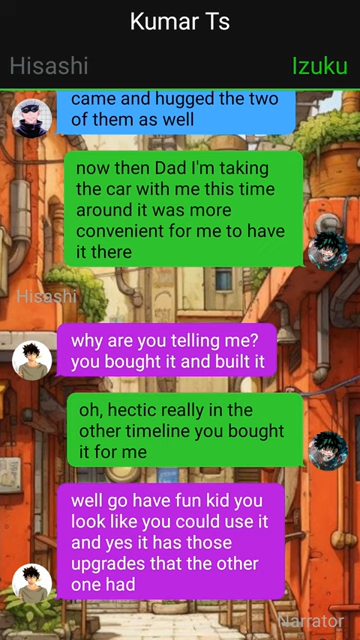 Kumar Ts
Hisashi
Izuku
came and hugged the two
of them as well
now then Dad I'm taking
the car with me this time
around it was more
convenient for me to have
it there
Hisashi
why are you telling me?
you bought it and built it
oh, hectic really in the
other timeline you bought
it for me
well go have fun kid you
look like you could use it
and yes it has those
upgrades that the other
one had
Narrator